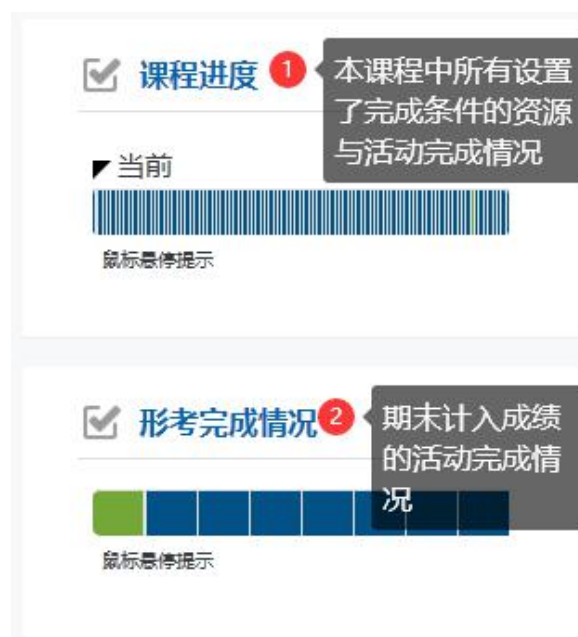 课程进度 1
本课程中所有设置
了完成条件的资源
与活动完成情况
当前
鼠标悬停提示
形考完成情况 2
期末计入成绩
的活动完成情
况
鼠标悬停提示